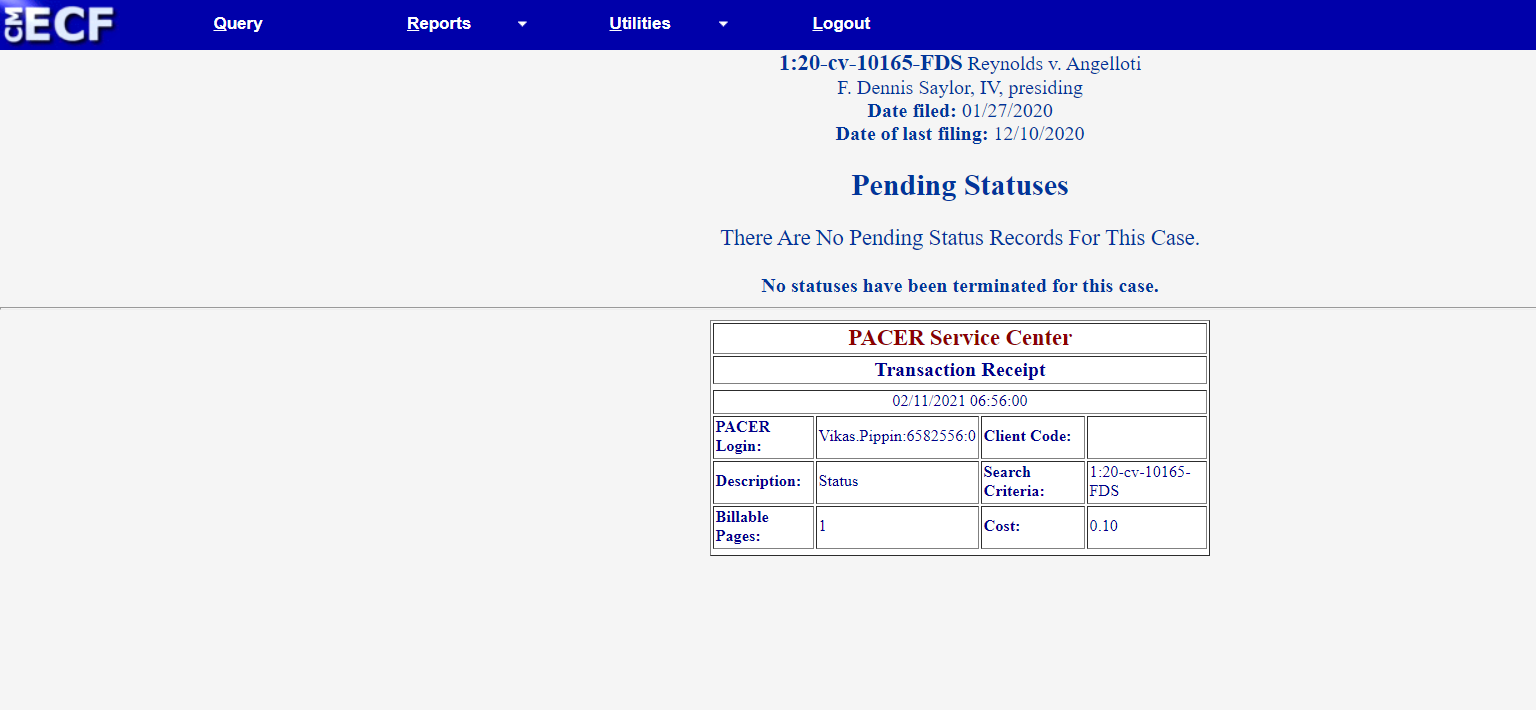 CM ECF Query Reports Utilities Logout
1:20-cv-10165-FDS Reynolds v. Angelloti
F. Dennis Saylor, IV, presiding
Date filed: 01/27/2020
Date of last filing: 12/10/2020
Pending Statuses
There Are No Pending Status Records For This Case.
No statuses have been terminated for this case.
PACER Service Center
Transaction Receipt
02/11/2021 06:56:00
PACER
Login:
Vikas.Pippin:6582556:0
Client Code:
Description:
Status
Search
Criteria:
1:20-cv-10165-
FDS
Billable
Pages:
1
Cost:
0.10